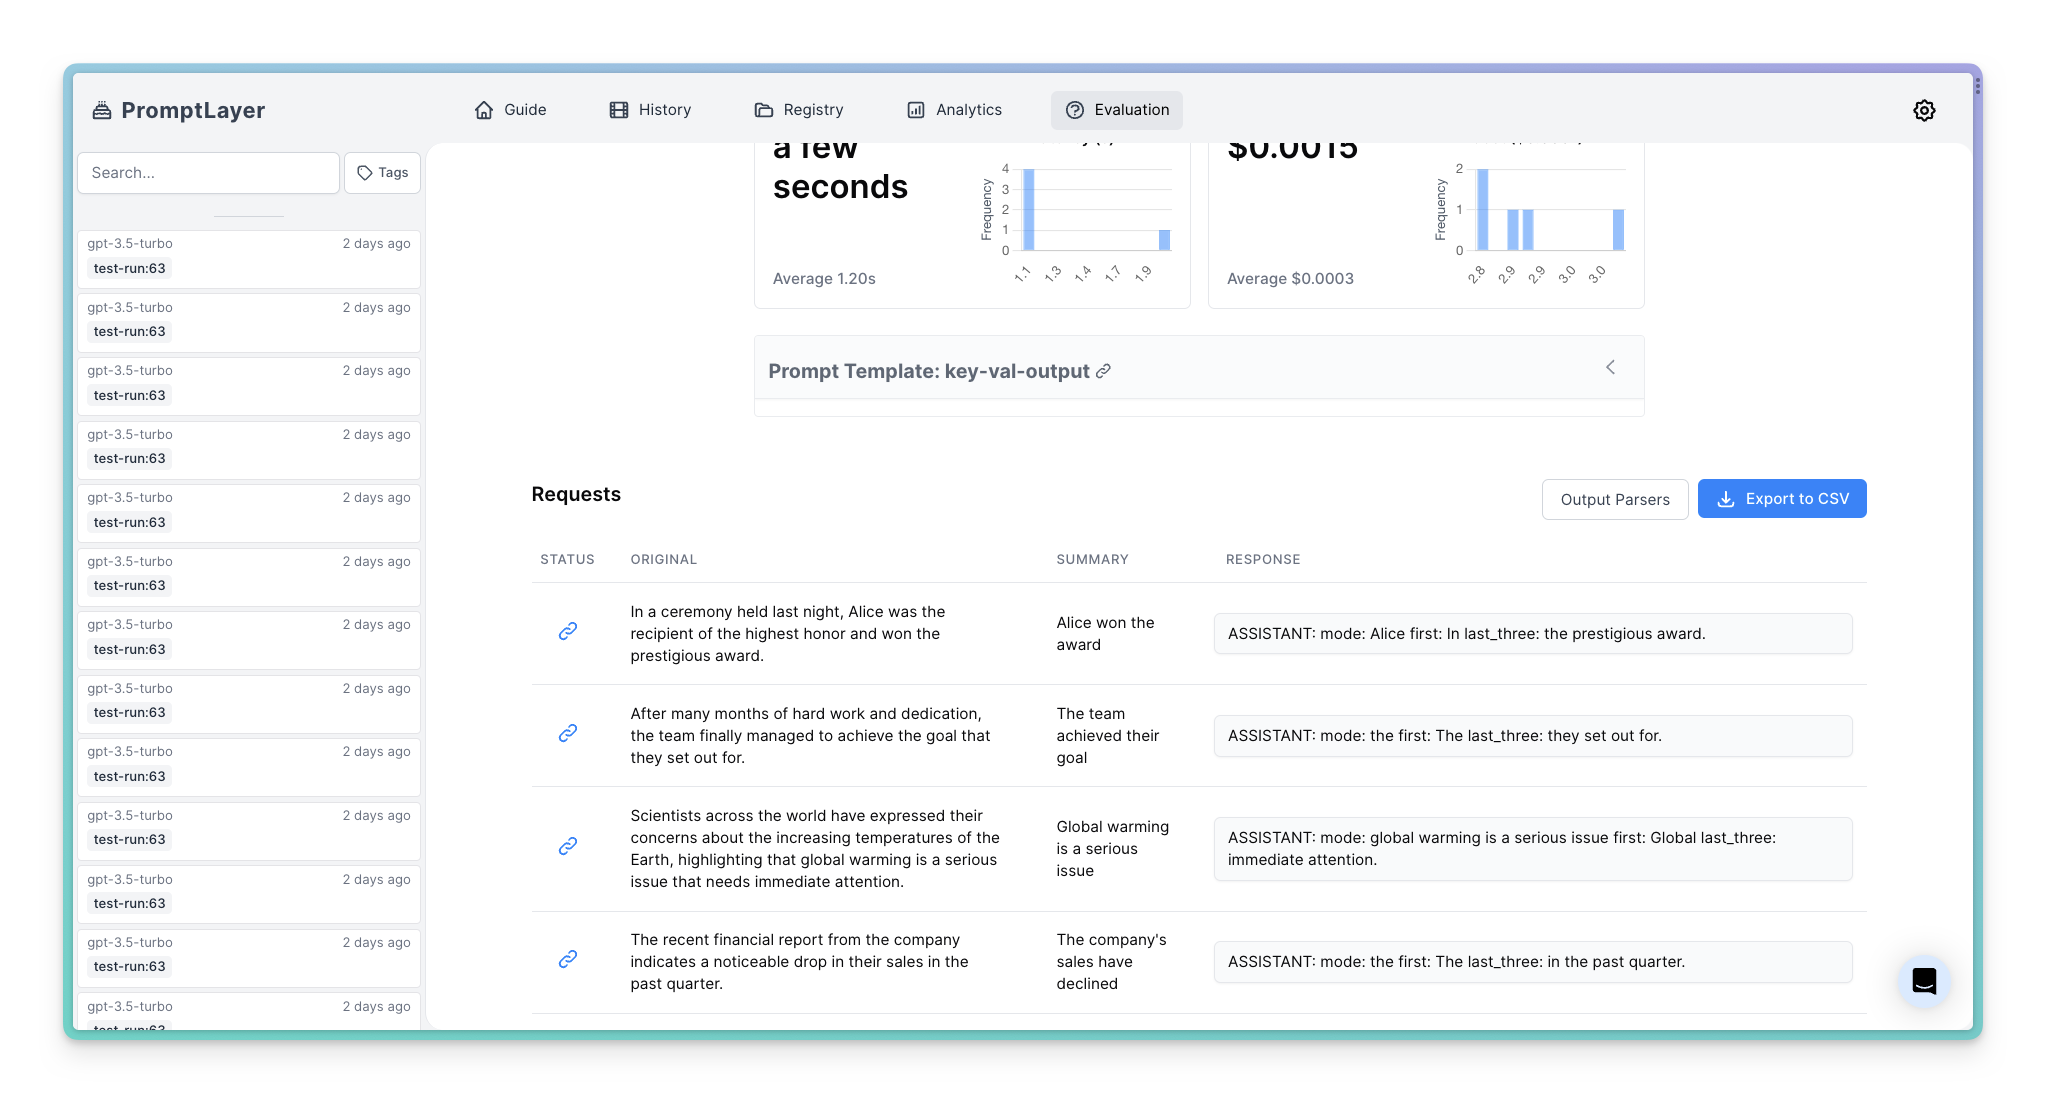 PromptLayer
Guide
History
Registry
Analytics
Evaluation
Search...
Tags
gpt-3.5-turbo 2 days ago
test-run:63
gpt-3.5-turbo 2 days ago
test-run:63
gpt-3.5-turbo 2 days ago
test-run:63
gpt-3.5-turbo 2 days ago
test-run:63
gpt-3.5-turbo 2 days ago
test-run:63
gpt-3.5-turbo 2 days ago
test-run:63
gpt-3.5-turbo 2 days ago
test-run:63
gpt-3.5-turbo 2 days ago
test-run:63
gpt-3.5-turbo 2 days ago
test-run:63
gpt-3.5-turbo 2 days ago
test-run:63
gpt-3.5-turbo 2 days ago
test-run:63
gpt-3.5-turbo 2 days ago
test-run:63
gpt-3.5-turbo 2 days ago
test-run:63
a few
seconds
Average 1.20s
Frequency
4
3
2
1
0
1.1 1.3 1.4 1.7 1.9
$0.0015
Average $0.0003
Frequency
2
1
0
2.8 2.9 2.9 3.0 3.0
Prompt Template: key-val-output
Requests
Output Parsers
Export to CSV
STATUS ORIGINAL SUMMARY RESPONSE
In a ceremony held last night, Alice was the
recipient of the highest honor and won the
prestigious award.
Alice won the
award
ASSISTANT: mode: Alice first: In last_three: the prestigious award.
After many months of hard work and dedication,
the team finally managed to achieve the goal that
they set out for.
The team
achieved their
goal
ASSISTANT: mode: the first: The last_three: they set out for.
Scientists across the world have expressed their
concerns about the increasing temperatures of the
Earth, highlighting that global warming is a serious
issue that needs immediate attention.
Global warming
is a serious
issue
ASSISTANT: mode: global warming is a serious issue first: Global last_three:
immediate attention.
The recent financial report from the company
indicates a noticeable drop in their sales in the
past quarter.
The company's
sales have
declined
ASSISTANT: mode: the first: The last_three: in the past quarter.